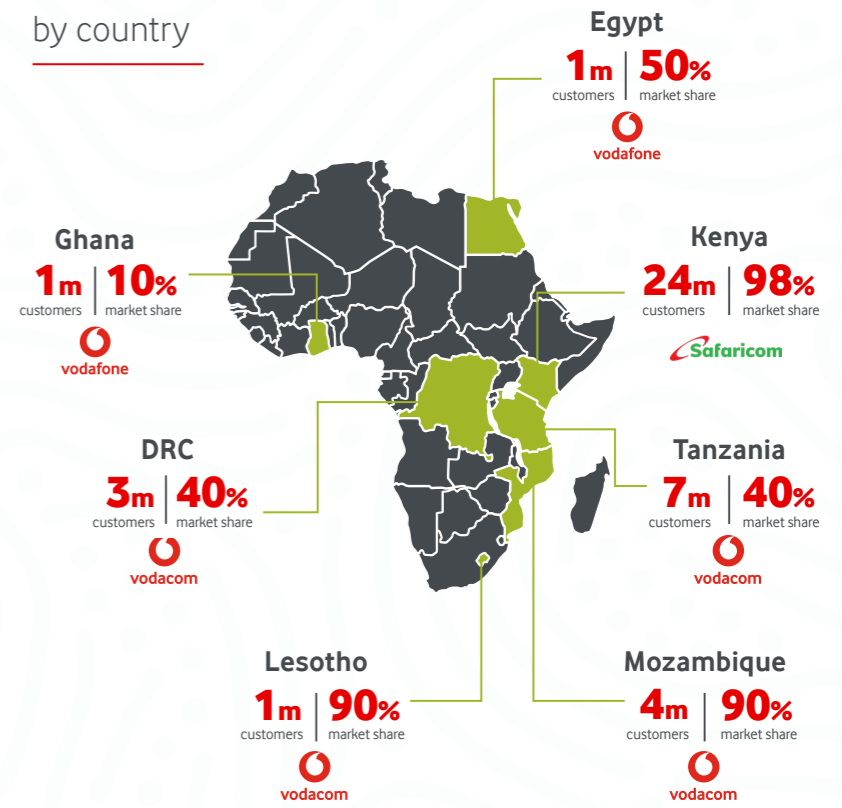 by country
Egypt
1m 50%
customers market share
vodafone
Ghana
1m 10%
customers market share
vodafone
Kenya
24m 98%
customers market share
Safaricom
DRC
3m 40%
customers market share
vodacom
Tanzania
7m 40%
customers market share
vodacom
Lesotho
1m 90%
customers market share
vodacom
Mozambique
4m 90%
customers market share
vodacom